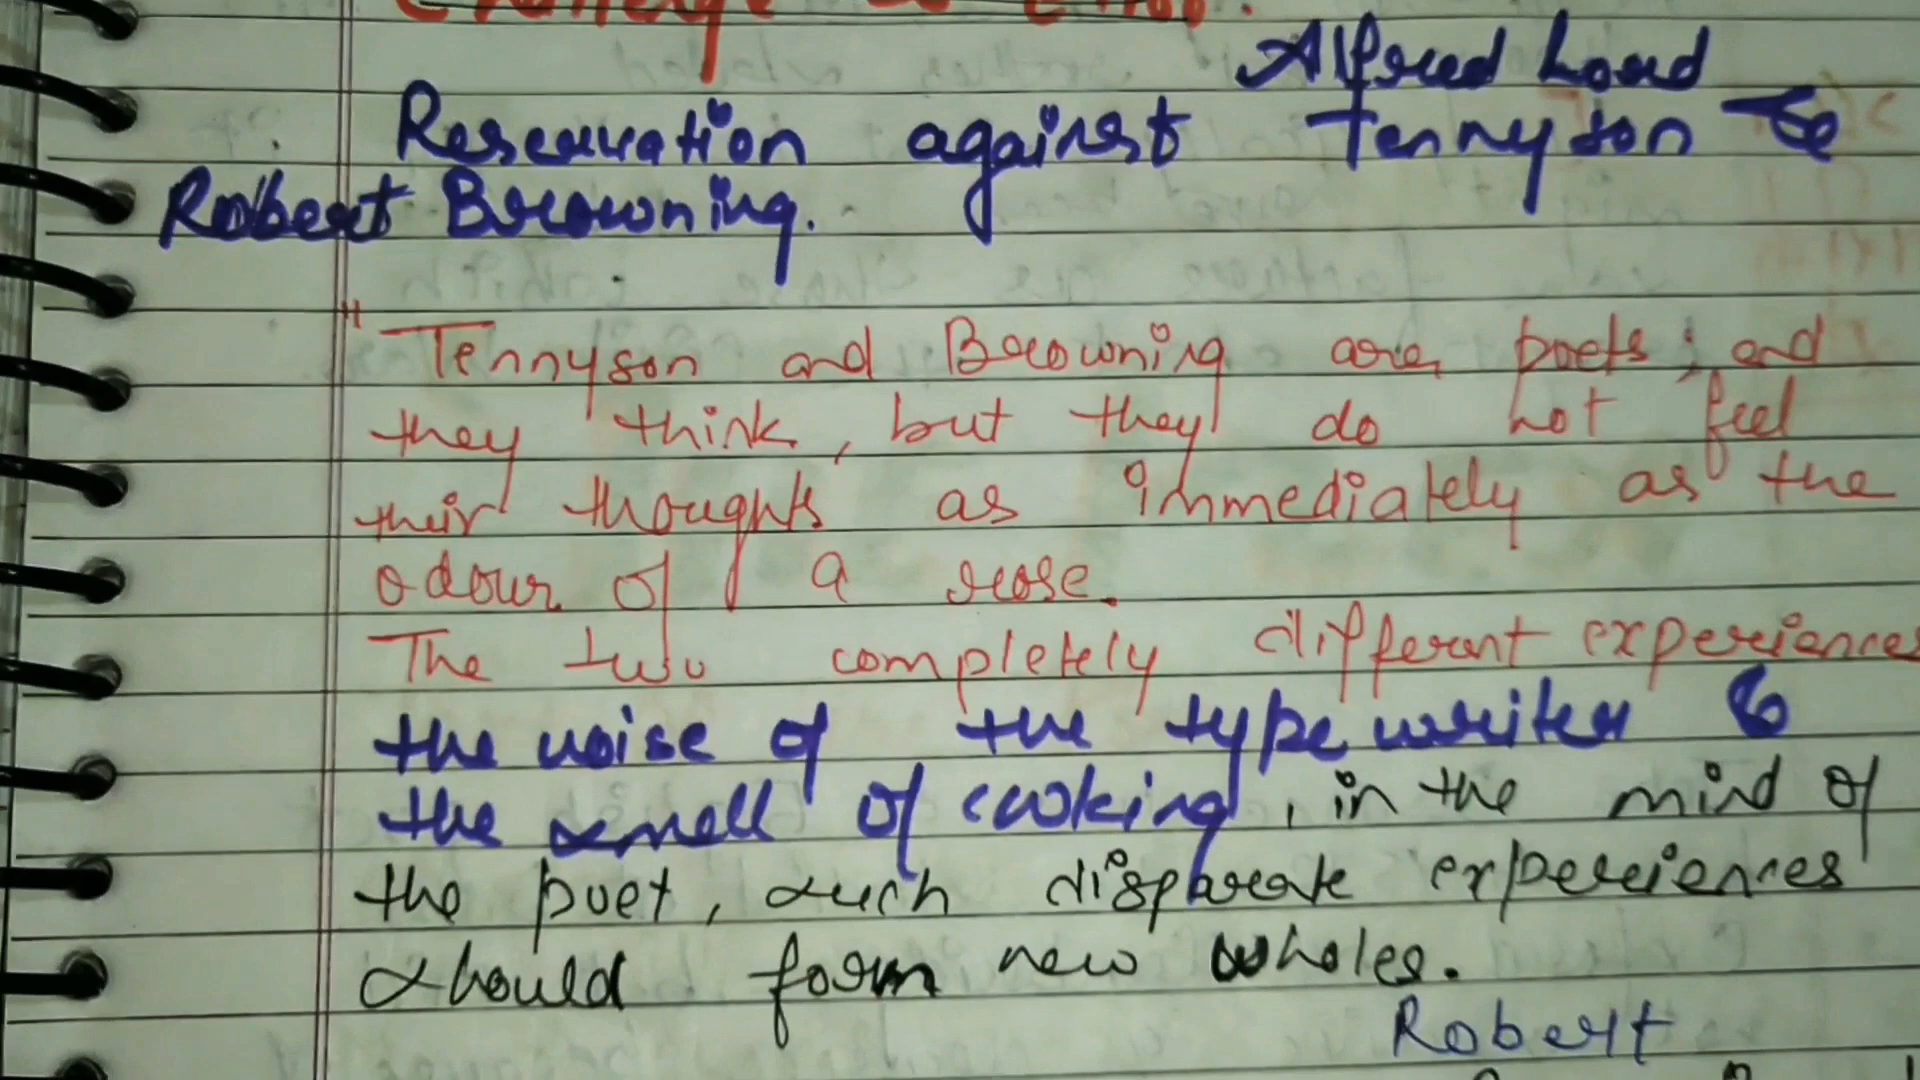 Alfred Lord
Reservation against Tennyson &
Robert Browning.
"Tennyson and Browning are poets; and
they think, but they do not feel
their thoughts as immediately as the
odour of a rose.
The two completely different experiences
the noise of the type writer &
the smell of cooking, in the mind of
the poet, such disparate experiences
should form new wholes.
Robert